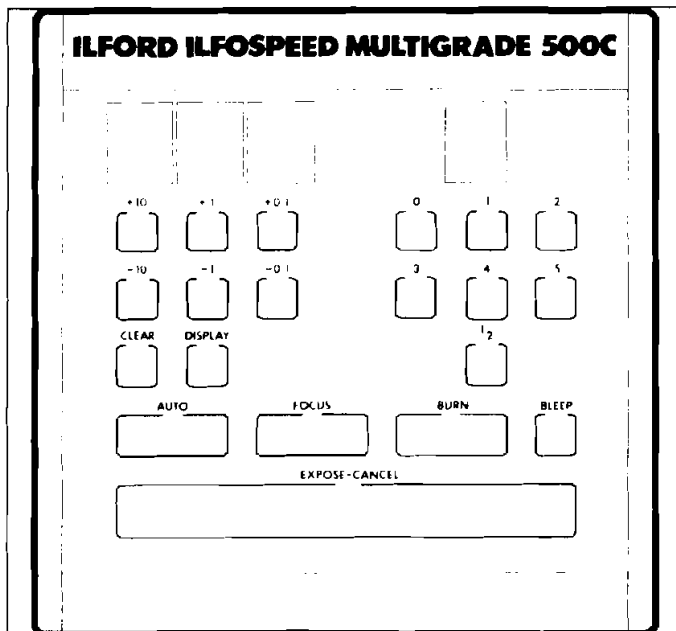 ILFORD ILFOSPEED MULTIGRADE 500C
+10 +1 +0.1 0 1 2
-10 -1 -0.1 3 4 5
CLEAR DISPLAY 1/2
AUTO FOCUS BURN BLEEP
EXPOSE-CANCEL